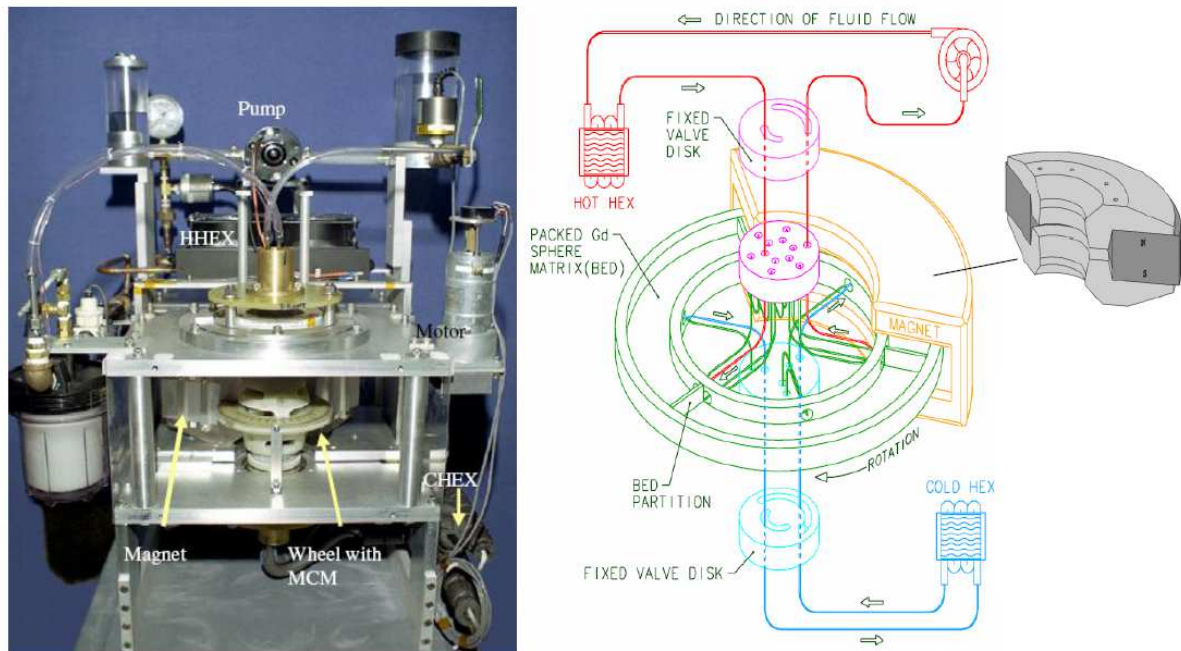 Pump
HHEX
Motor
CHEX
Magnet
Wheel with
MCM
DIRECTION OF FLUID FLOW
FIXED
VALVE
DISK
HOT HEX
PACKED Gd
SPHERE
MATRIX(BED)
MAGNET
N
S
ROTATION
BED
PARTITION
COLD HEX
FIXED VALVE DISK